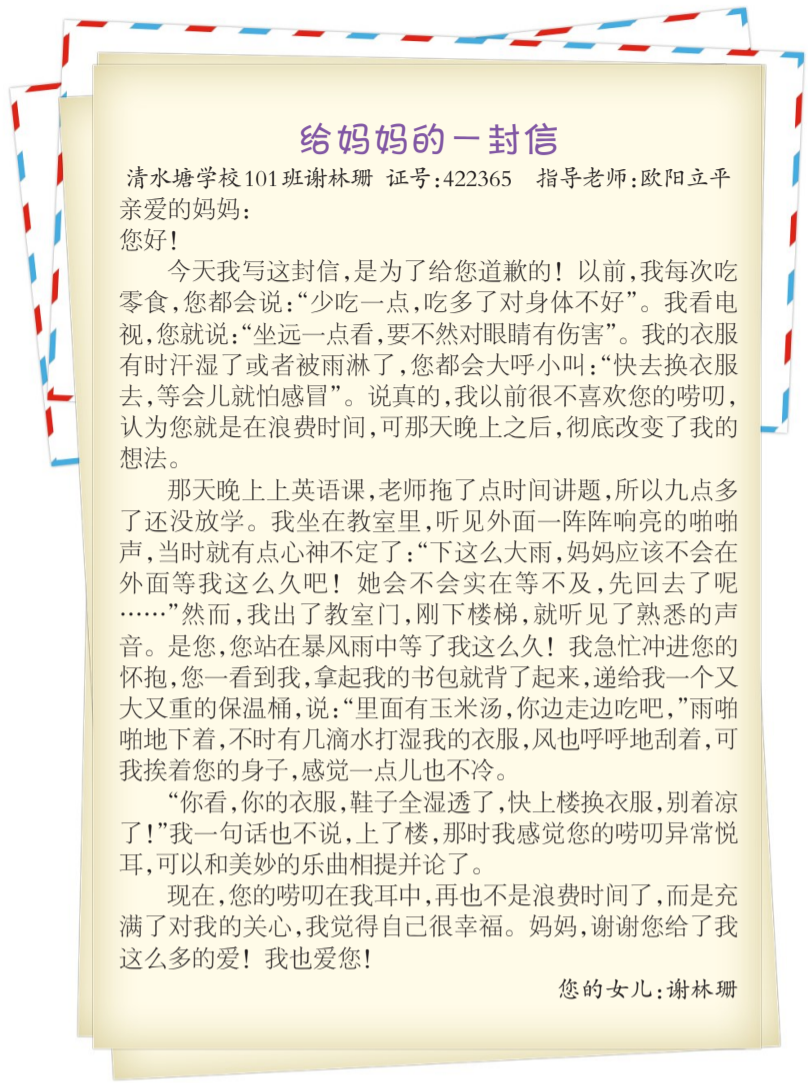 给妈妈的一封信
清水塘学校101班谢林珊 证号:422365 指导老师:欧阳立平
亲爱的妈妈:
您好!
今天我写这封信,是为了给您道歉的!以前,我每次吃
零食,您都会说:“少吃一点,吃多了对身体不好”。我看电
视,您就说:“坐远一点看,要不然对眼睛有伤害”。我的衣服
有时汗湿了或者被雨淋了,您都会大呼小叫:“快去换衣服
去,等会儿就怕感冒”。说真的,我以前很不喜欢您的唠叨,
认为您就是在浪费时间,可那天晚上之后,彻底改变了我的
想法。
那天晚上上英语课,老师拖了点时间讲题,所以九点多
了还没放学。我坐在教室里,听见外面一阵阵响亮的啪啪
声,当时就有点心神不定了:“下这么大雨,妈妈应该不会在
外面等我这么久吧!她会不会实在等不及,先回去了呢
……”然而,我出了教室门,刚下楼梯,就听见了熟悉的声
音。是您,您站在暴风雨中等了我这么久!我急忙冲进您的
怀抱,您一看到我,拿起我的书包就背了起来,递给我一个又
大又重的保温桶,说:“里面有玉米汤,你边走边吃吧,”雨啪
啪地下着,不时有几滴水打湿我的衣服,风也呼呼地刮着,可
我挨着您的身子,感觉一点儿也不冷。
“你看,你的衣服,鞋子全湿透了,快上楼换衣服,别着凉
了!”我一句话也不说,上了楼,那时我感觉您的唠叨异常悦
耳,可以和美妙的乐曲相提并论了。
现在,您的唠叨在我耳中,再也不是浪费时间了,而是充
满了对我的关心,我觉得自己很幸福。妈妈,谢谢您给了我
这么多的爱!我也爱您!
您的女儿:谢林珊